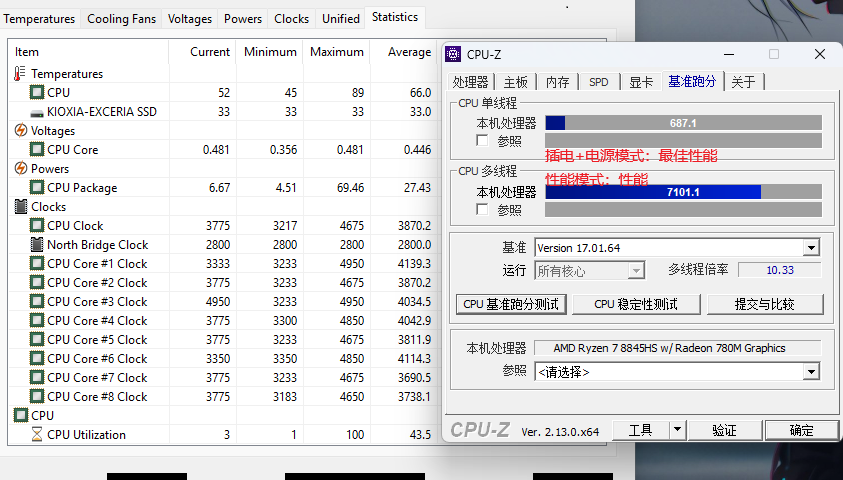 Temperatures Cooling Fans Voltages Powers Clocks Unified Statistics
Item Current Minimum Maximum Average
Temperatures
CPU 52 45 89 66.0
KIOXIA-EXCERIA SSD 33 33 33 33.0
Voltages
CPU Core 0.481 0.356 0.481 0.446
Powers
CPU Package 6.67 4.51 69.46 27.43
Clocks
CPU Clock 3775 3217 4675 3870.2
North Bridge Clock 2800 2800 2800 2800.0
CPU Core #1 Clock 3333 3233 4950 4139.3
CPU Core #2 Clock 3775 3233 4950 3870.2
CPU Core #3 Clock 4950 3233 4950 4034.5
CPU Core #4 Clock 3775 3300 4850 4042.9
CPU Core #5 Clock 3775 3233 4675 3811.9
CPU Core #6 Clock 3350 3350 4850 4114.3
CPU Core #7 Clock 3775 3233 4675 3690.5
CPU Core #8 Clock 3775 3183 4650 3738.1
CPU
CPU Utilization 3 1 100 43.5
CPU-Z
处理器 主板 内存 SPD 显卡 基准跑分 关于
CPU 单线程
本机处理器 687.1
参照
插电+电源模式：最佳性能
CPU 多线程
性能模式：性能
本机处理器 7101.1
参照
基准 Version 17.01.64
运行 所有核心 多线程倍率 10.33
CPU 基准跑分测试 CPU 稳定性测试 提交与比较
本机处理器 AMD Ryzen 7 8845HS w/ Radeon 780M Graphics
参照 <请选择>
CPU-Z Ver. 2.13.0.x64 工具 验证 确定